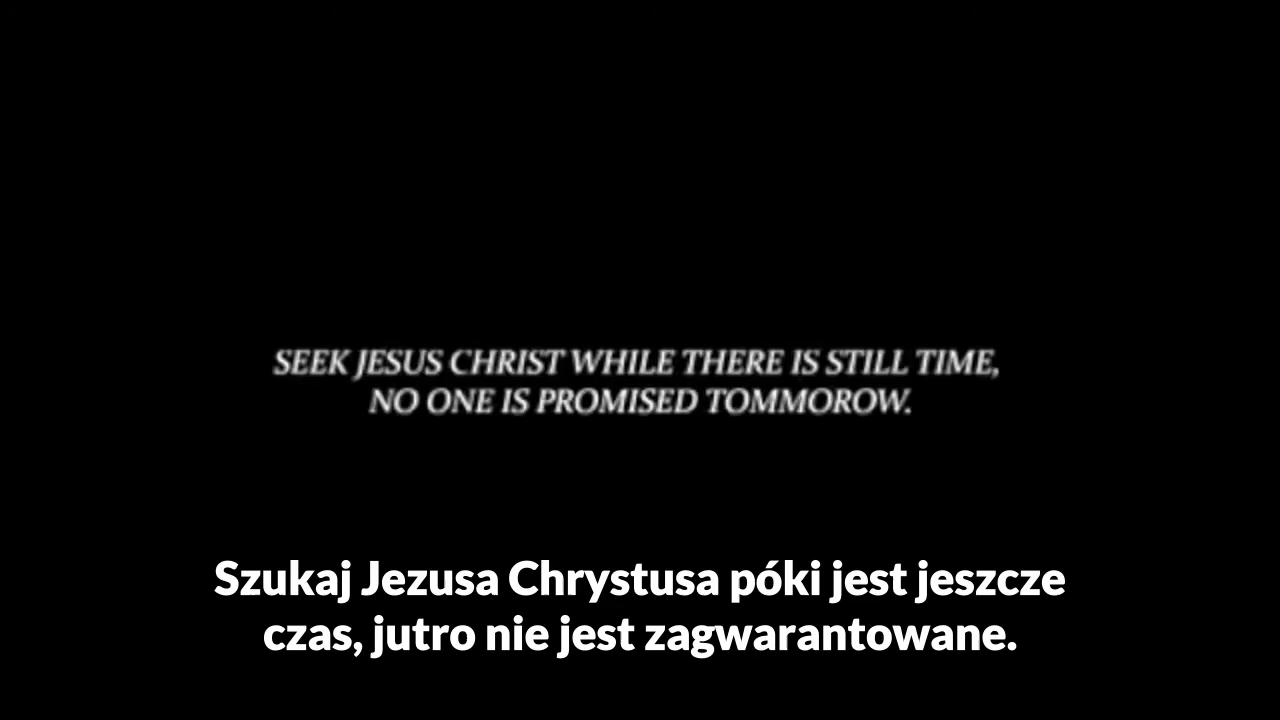 SEEK JESUS CHRIST WHILE THERE IS STILL TIME,
NO ONE IS PROMISED TOMMOROW.
Szukaj Jezusa Chrystusa póki jest jeszcze
czas, jutro nie jest zagwarantowane.